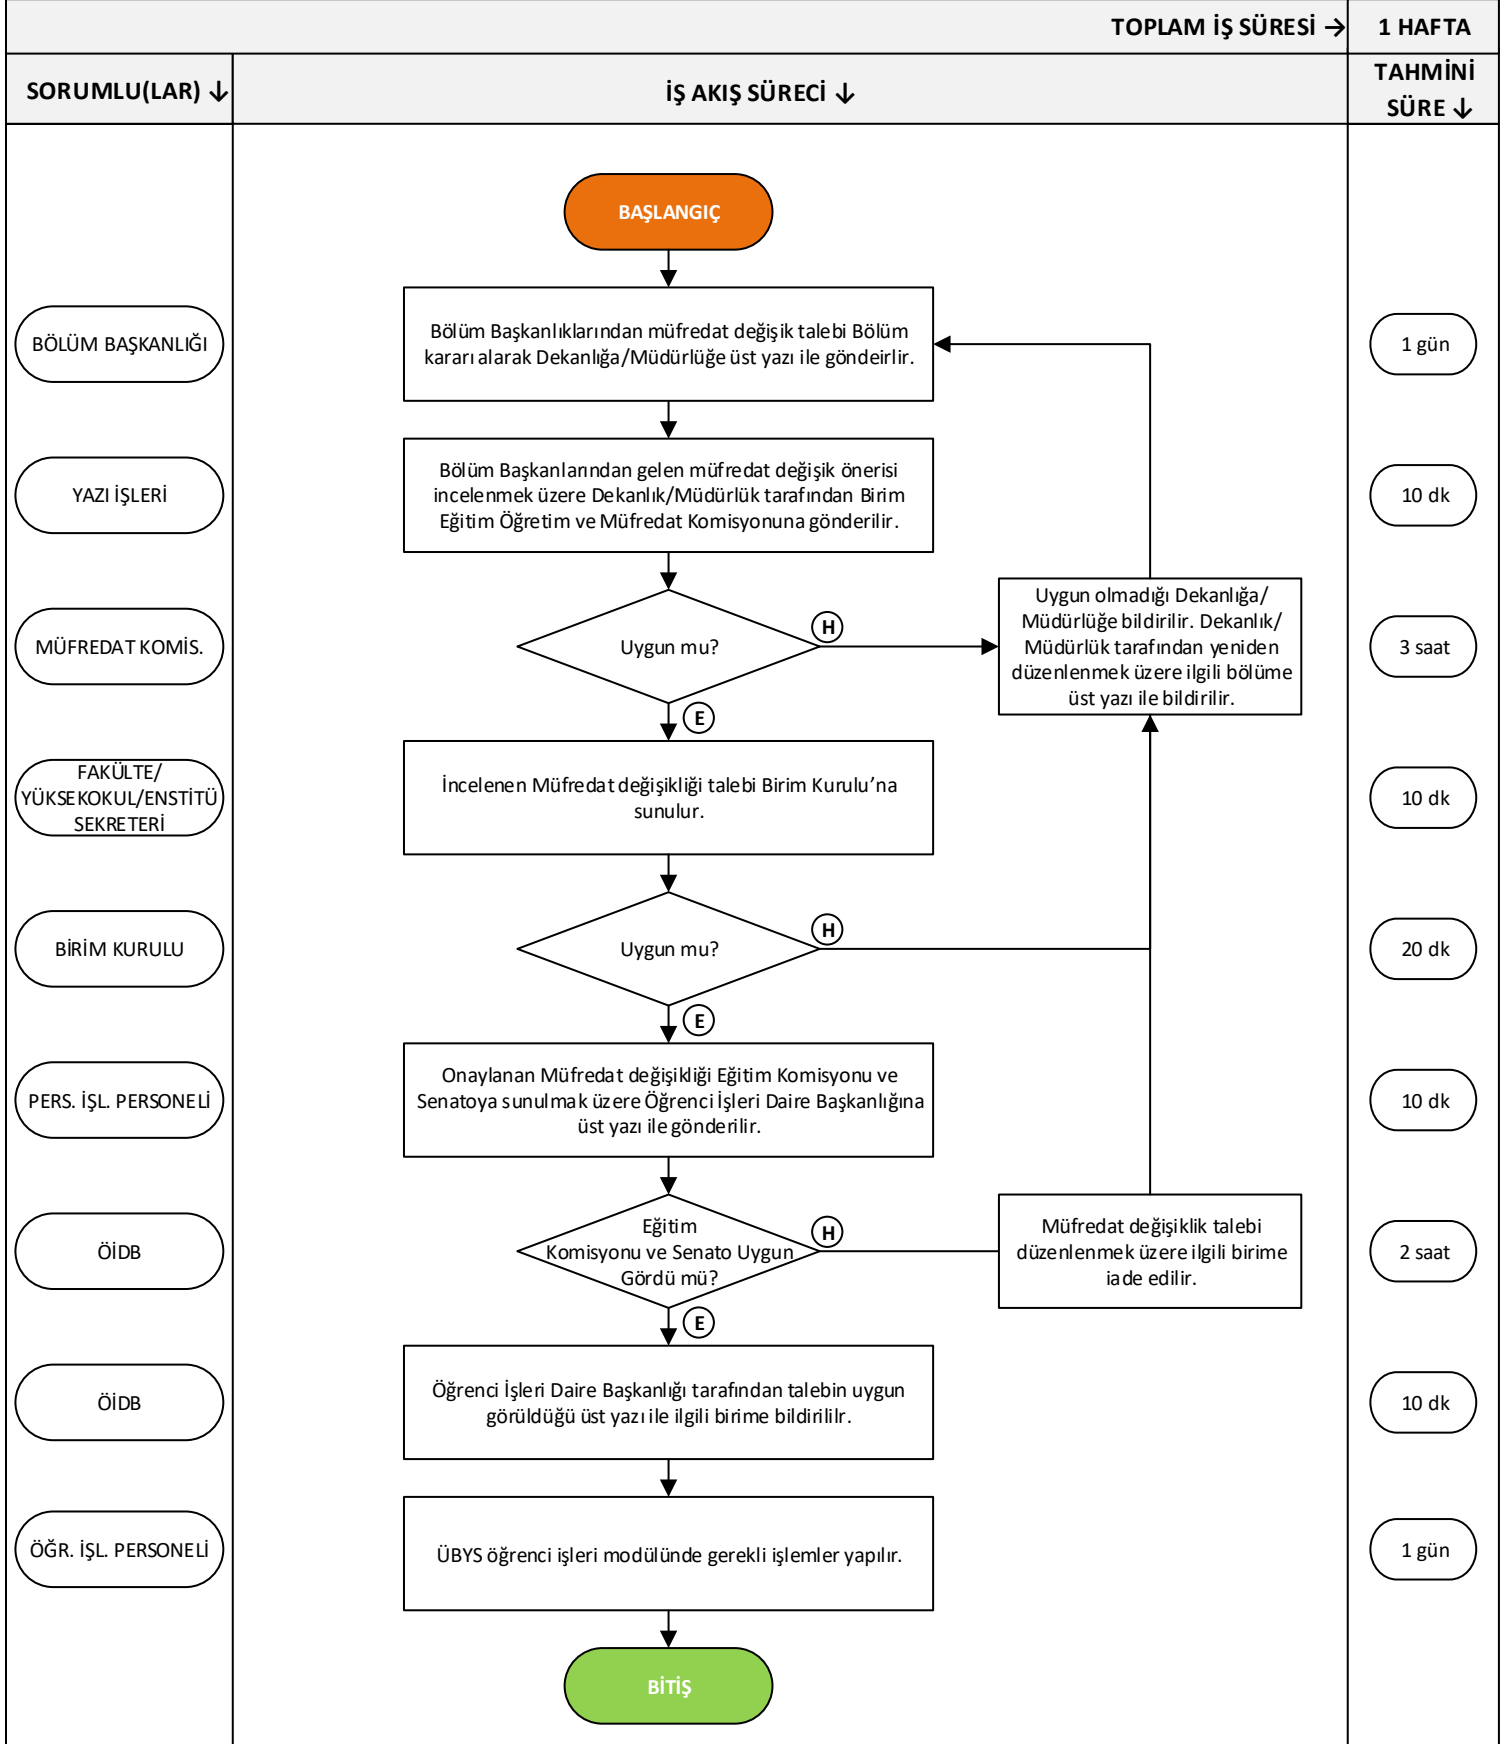 TOPLAM İŞ SÜRESİ → 1 HAFTA
SORUMLU(LAR) ↓
İŞ AKIŞ SÜRECİ ↓
TAHMİNİ
SÜRE ↓
BAŞLANGIÇ
BÖLÜM BAŞKANLIĞI
Bölüm Başkanlıklarından müfredat değişik talebi Bölüm
kararı alarak Dekanlığa/Müdürlüğe üst yazı ile göndeirlir.
1 gün
YAZI İŞLERİ
Bölüm Başkanlarından gelen müfredat değişik önerisi
incelenmek üzere Dekanlık/Müdürlük tarafından Birim
Eğitim Öğretim ve Müfredat Komisyonuna gönderilir.
10 dk
MÜFREDAT KOMİS.
Uygun mu?
H
Uygun olmadığı Dekanlığa/
Müdürlüğe bildirilir. Dekanlık/
Müdürlük tarafından yeniden
düzenlenmek üzere ilgili bölüme
üst yazı ile bildirilir.
3 saat
E
FAKÜLTE/
YÜKSEKOKUL/ENSTİTÜ
SEKRETERİ
İncelenen Müfredat değişikliği talebi Birim Kurulu’na
sunulur.
10 dk
BİRİM KURULU
Uygun mu?
H
20 dk
E
PERS. İŞL. PERSONELİ
Onaylanan Müfredat değişikliği Eğitim Komisyonu ve
Senatoya sunulmak üzere Öğrenci İşleri Daire Başkanlığına
üst yazı ile gönderilir.
10 dk
ÖİDB
Eğitim
Komisyonu ve Senato Uygun
Gördü mü?
H
Müfredat değişiklik talebi
düzenlenmek üzere ilgili birime
iade edilir.
2 saat
E
ÖİDB
Öğrenci İşleri Daire Başkanlığı tarafından talebin uygun
görüldüğü üst yazı ile ilgili birime bildirililr.
10 dk
ÖĞR. İŞL. PERSONELİ
ÜBYS öğrenci işleri modülünde gerekli işlemler yapılır.
1 gün
BİTİŞ